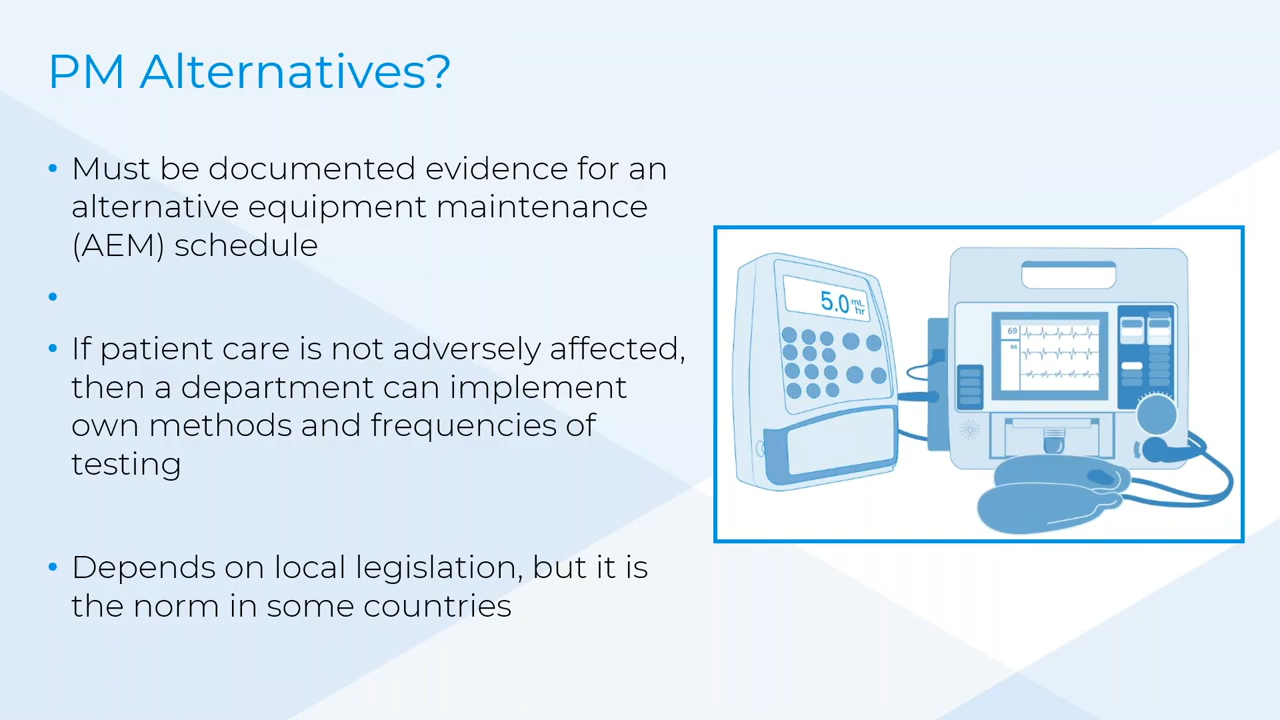 PM Alternatives?
• Must be documented evidence for an
alternative equipment maintenance
(AEM) schedule
•
• If patient care is not adversely affected,
then a department can implement
own methods and frequencies of
testing
• Depends on local legislation, but it is
the norm in some countries
5.0 mL
hr
69